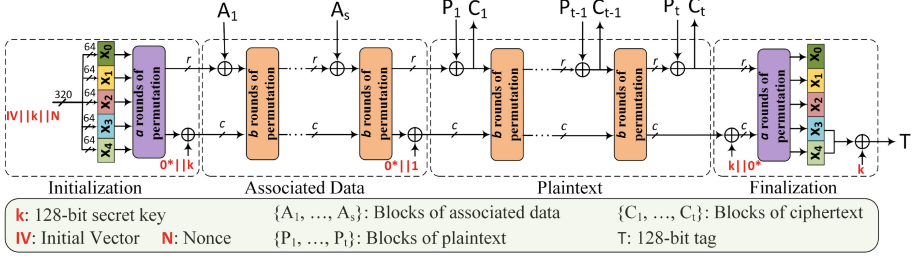 A1 As P1 C1 Pt-1 Ct-1 Pt Ct
64 X0 r r r r r r X0
64 X1 X1
320 64 X2 a rounds of permutation b rounds of permutation b rounds of permutation b rounds of permutation b rounds of permutation a rounds of permutation X2
IV||k||N
64 X3 X3
64 X4 c c c c c c X4 T
0*||k 0*||1 k||0* k
Initialization Associated Data Plaintext Finalization
k: 128-bit secret key {A1, ..., As}: Blocks of associated data {C1, ..., Ct}: Blocks of ciphertext
IV: Initial Vector N: Nonce {P1, ..., Pt}: Blocks of plaintext T: 128-bit tag